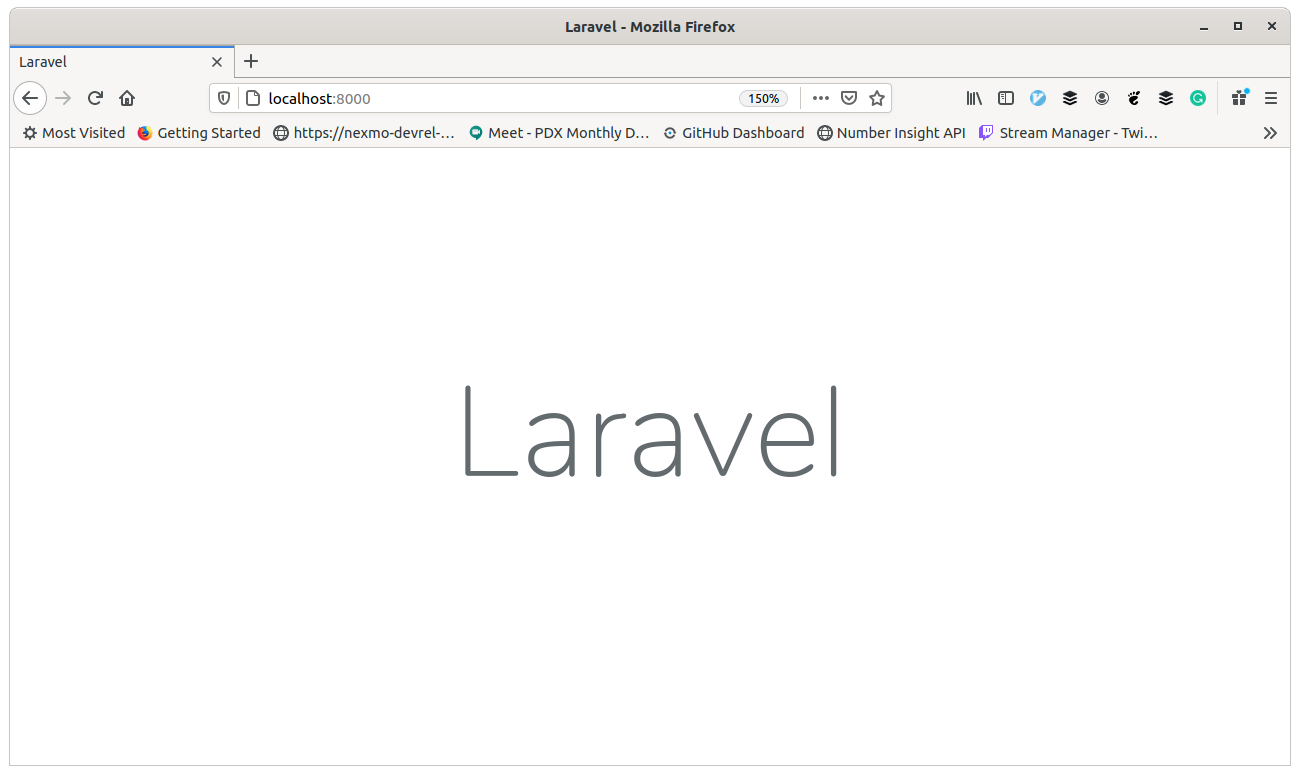 Laravel - Mozilla Firefox
Laravel
localhost:8000 150%
Most Visited Getting Started https://nexmo-devrel-… Meet - PDX Monthly D… GitHub Dashboard Number Insight API Stream Manager - Twi…
Laravel